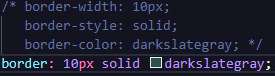 /* border-width: 10px;
border-style: solid;
border-color: darkslategray; */
border: 10px solid darkslategray;